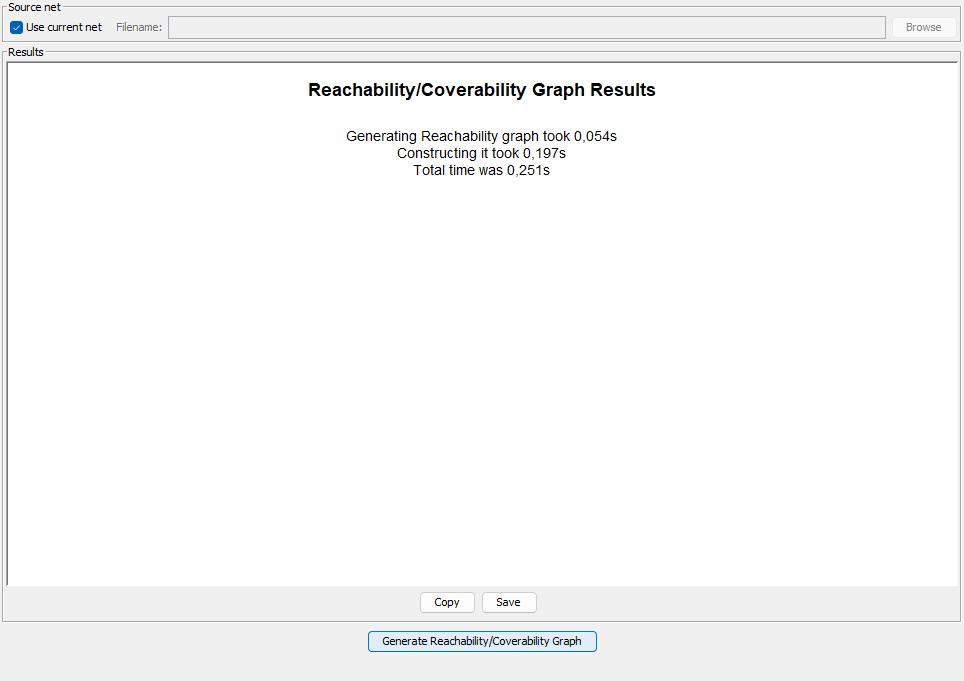 Source net
Use current net Filename: Browse
Results
Reachability/Coverability Graph Results
Generating Reachability graph took 0,054s
Constructing it took 0,197s
Total time was 0,251s
Copy Save
Generate Reachability/Coverability Graph